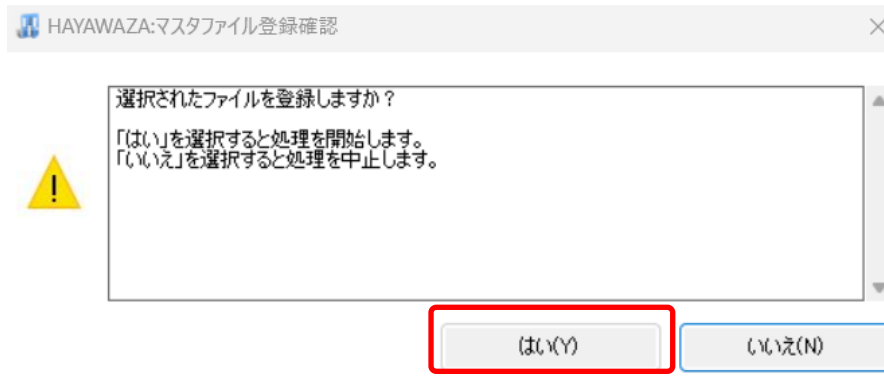 HAYAWAZA:マスタファイル登録確認
選択されたファイルを登録しますか？
「はい」を選択すると処理を開始します。
「いいえ」を選択すると処理を中止します。
はい(Y)
いいえ(N)